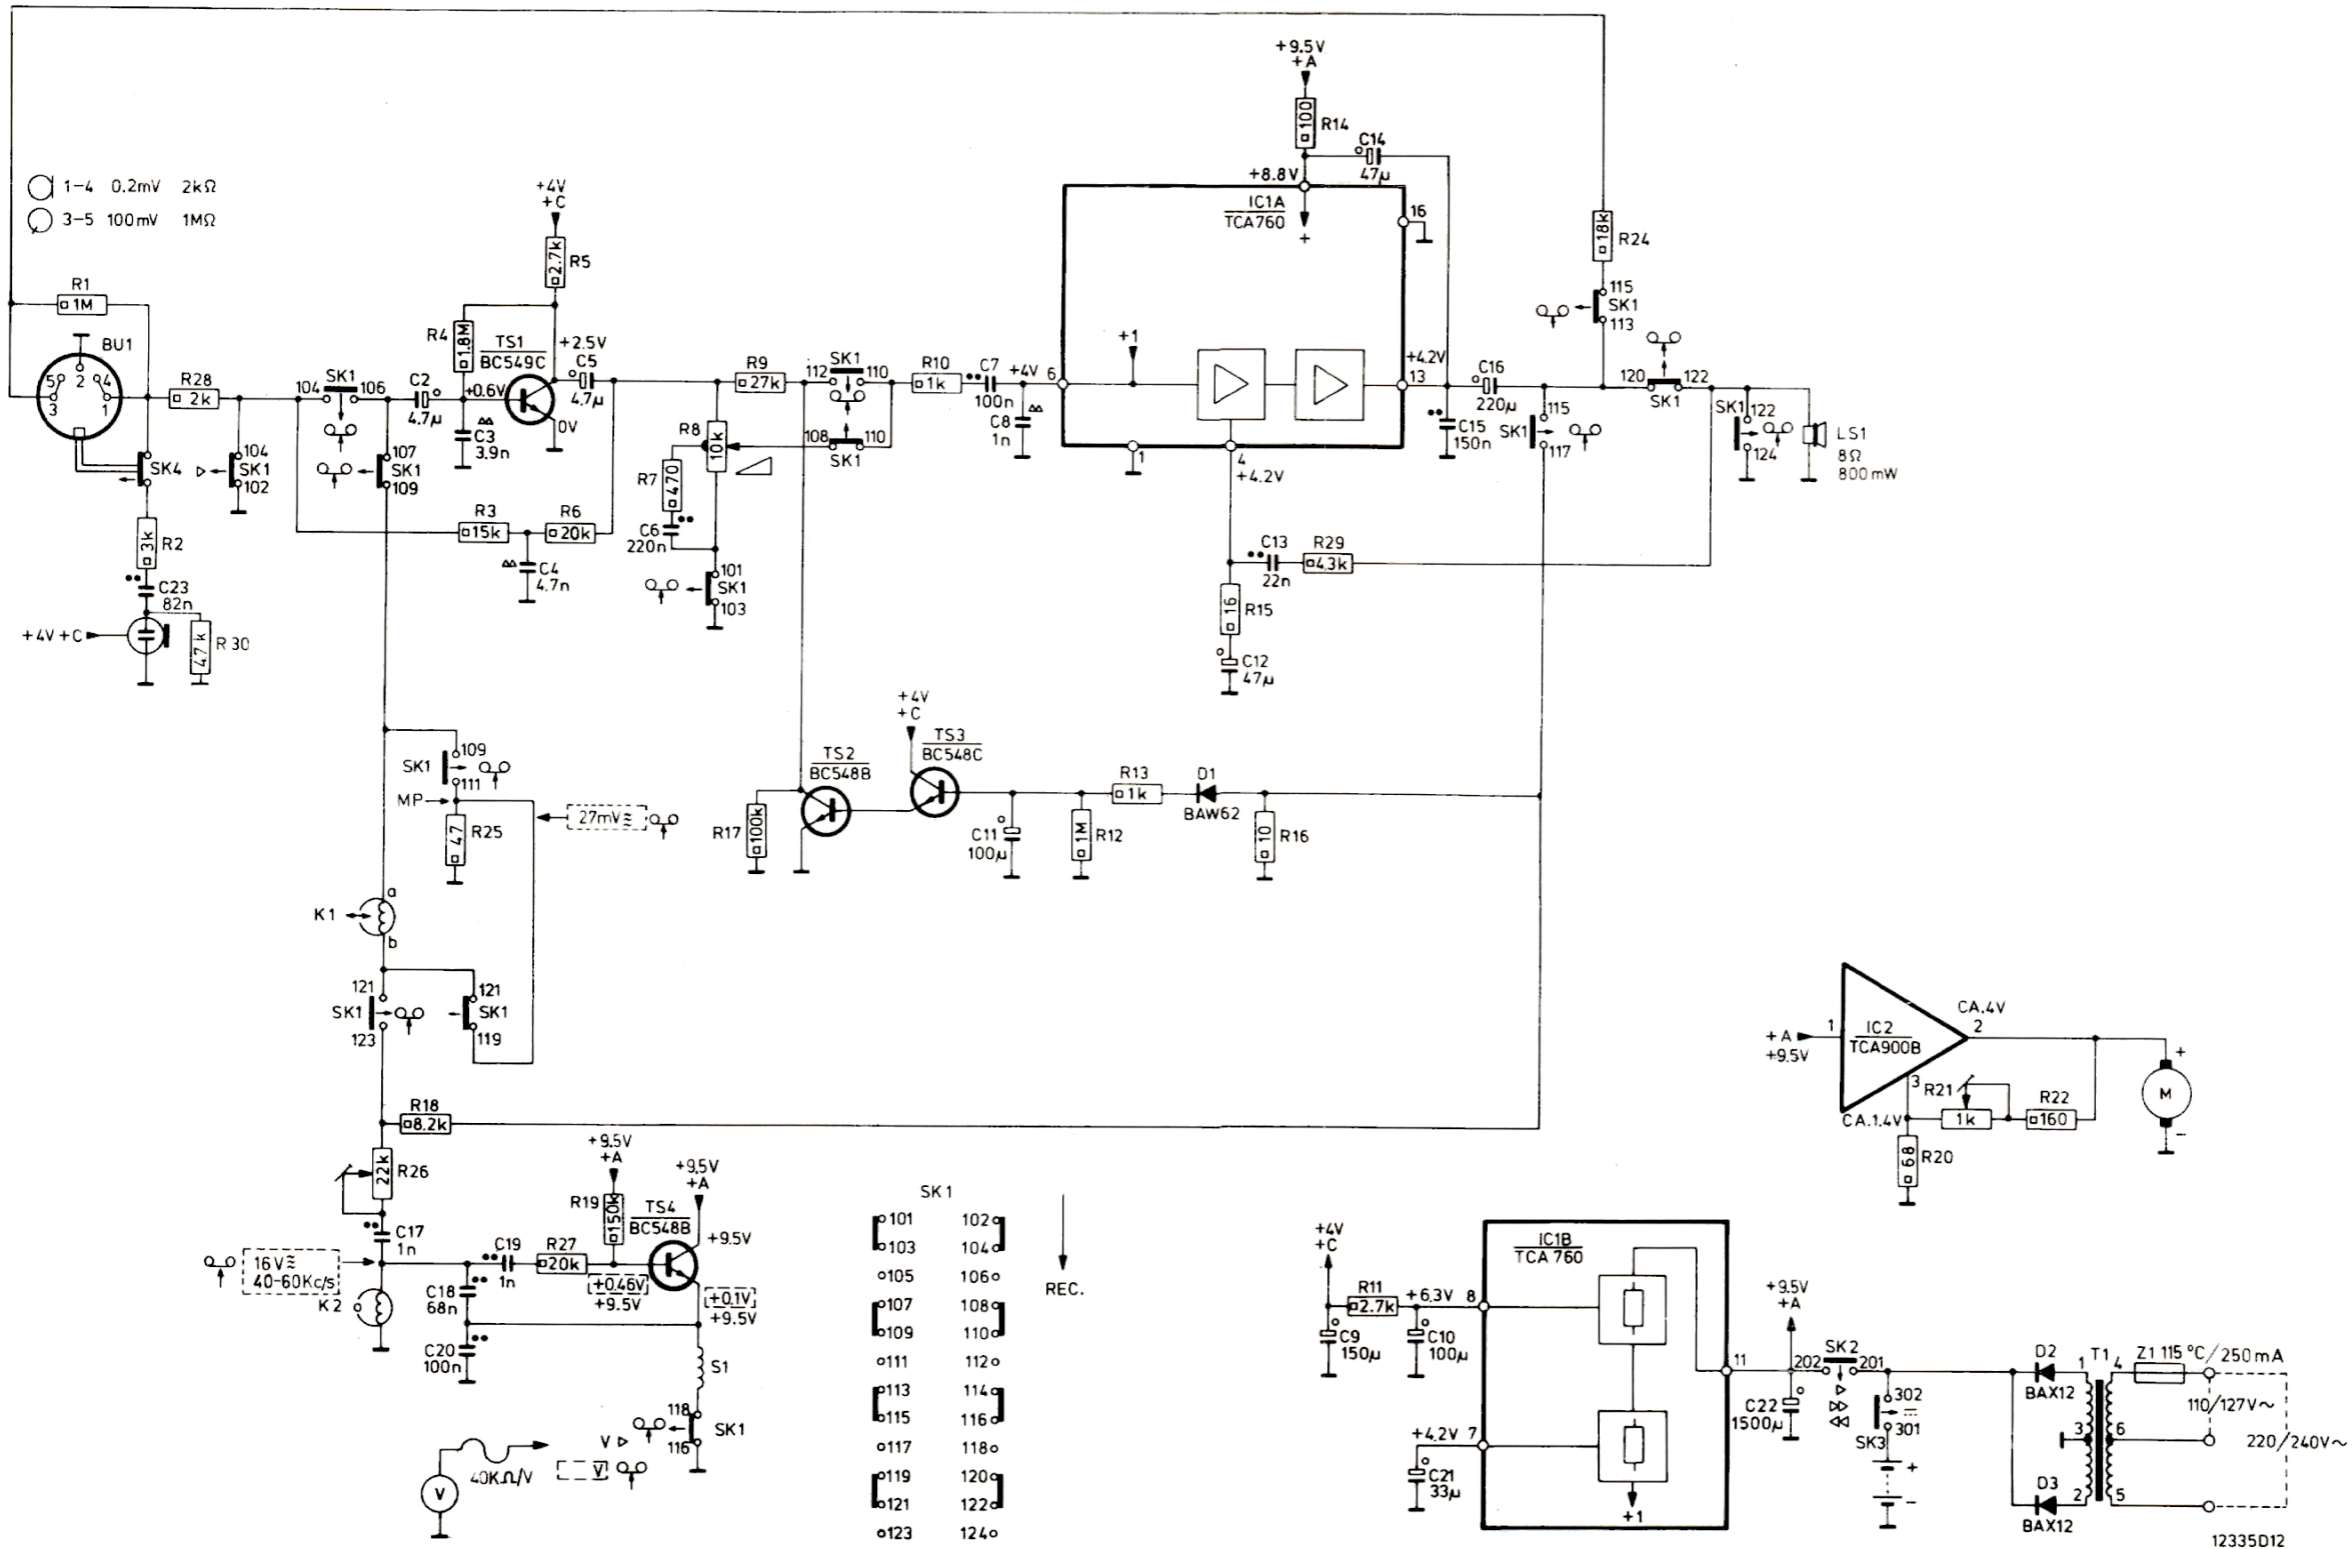 +9.5V
+A
100
R14
C14
47µ
+8.8V
IC1A
TCA760
+
16
1-4 0.2mV 2kΩ
3-5 100mV 1MΩ
+4V
+C
2.7k
R5
18k
R24
115
SK1
113
R1
1M
BU1
5
2
4
3
1
R28
2k
104
SK1
106
C2
4.7µ
R4
1.8M
TS1
BC549C
+2.5V
+0.6V
C5
4.7µ
0V
C3
3.9n
R9
27k
SK1
112
110
R10
1k
C7
100n
+4V
6
C8
1n
+1
13
+4.2V
C16
220µ
C15
150n
115
SK1
117
120
122
SK1
SK1
122
124
LS1
8Ω
800mW
SK4
104
SK1
102
107
SK1
109
R8
10k
108
110
SK1
R7
470
C6
220n
1
4
+4.2V
R3
15k
R6
20k
C4
4.7n
R2
3k
C23
82n
+4V +C
4.7k
R30
101
SK1
103
C13
22n
R29
4.3k
R15
16
C12
47µ
+4V
+C
TS2
BC548B
TS3
BC548C
R17
100k
C11
100µ
R12
1M
R13
1k
D1
BAW62
R16
10
SK1
109
111
MP
R25
47
27mV
K1
a
b
121
SK1
123
121
SK1
119
R18
8.2k
R26
22k
C17
1n
16V
40-60Kc/s
K2
C18
68n
C19
1n
R27
20k
C20
100n
+9.5V
+A
R19
150k
+9.5V
+A
TS4
BC548B
+9.5V
+0.46V
+9.5V
+0.1V
+9.5V
S1
118
SK1
116
V
V
V
40KΩ/V
SK1
101 102
103 104
105 106
107 108
109 110
111 112
113 114
115 116
117 118
119 120
121 122
123 124
REC.
+A
+9.5V
1
IC2
TCA900B
CA.4V
2
3
R21
1k
R22
160
CA.1.4V
R20
68
M
+
-
+4V
+C
R11
2.7k
+6.3V
8
C9
150µ
C10
100µ
IC1B
TCA 760
+4.2V
7
C21
33µ
+1
11
+9.5V
+A
C22
1500µ
SK2
202
201
302
301
SK3
+
-
D2
BAX12
D3
BAX12
T1
1
3
2
4
6
5
Z1 115 °C/250mA
110/127V~
220/240V~
12335D12